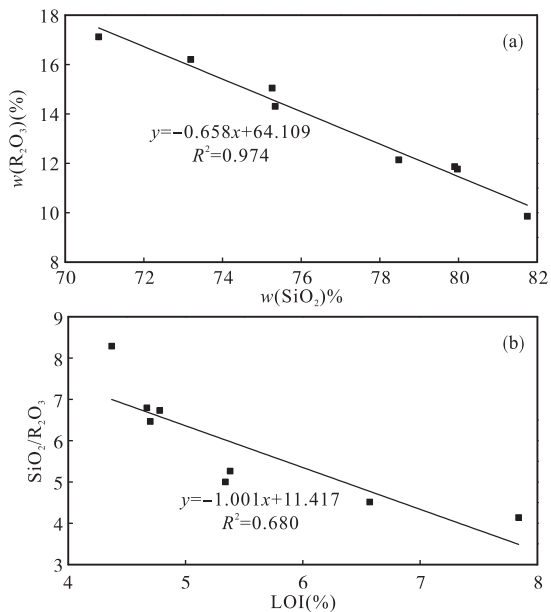 18
(a)
16
14
12
10
8
w(R₂O₃)(%)
y=−0.658x+64.109
R²=0.974
70 72 74 76 78 80 82
w(SiO₂)%
9
(b)
8
7
6
5
4
3
2
SiO₂/R₂O₃
y=−1.001x+11.417
R²=0.680
4 5 6 7 8
LOI(%)